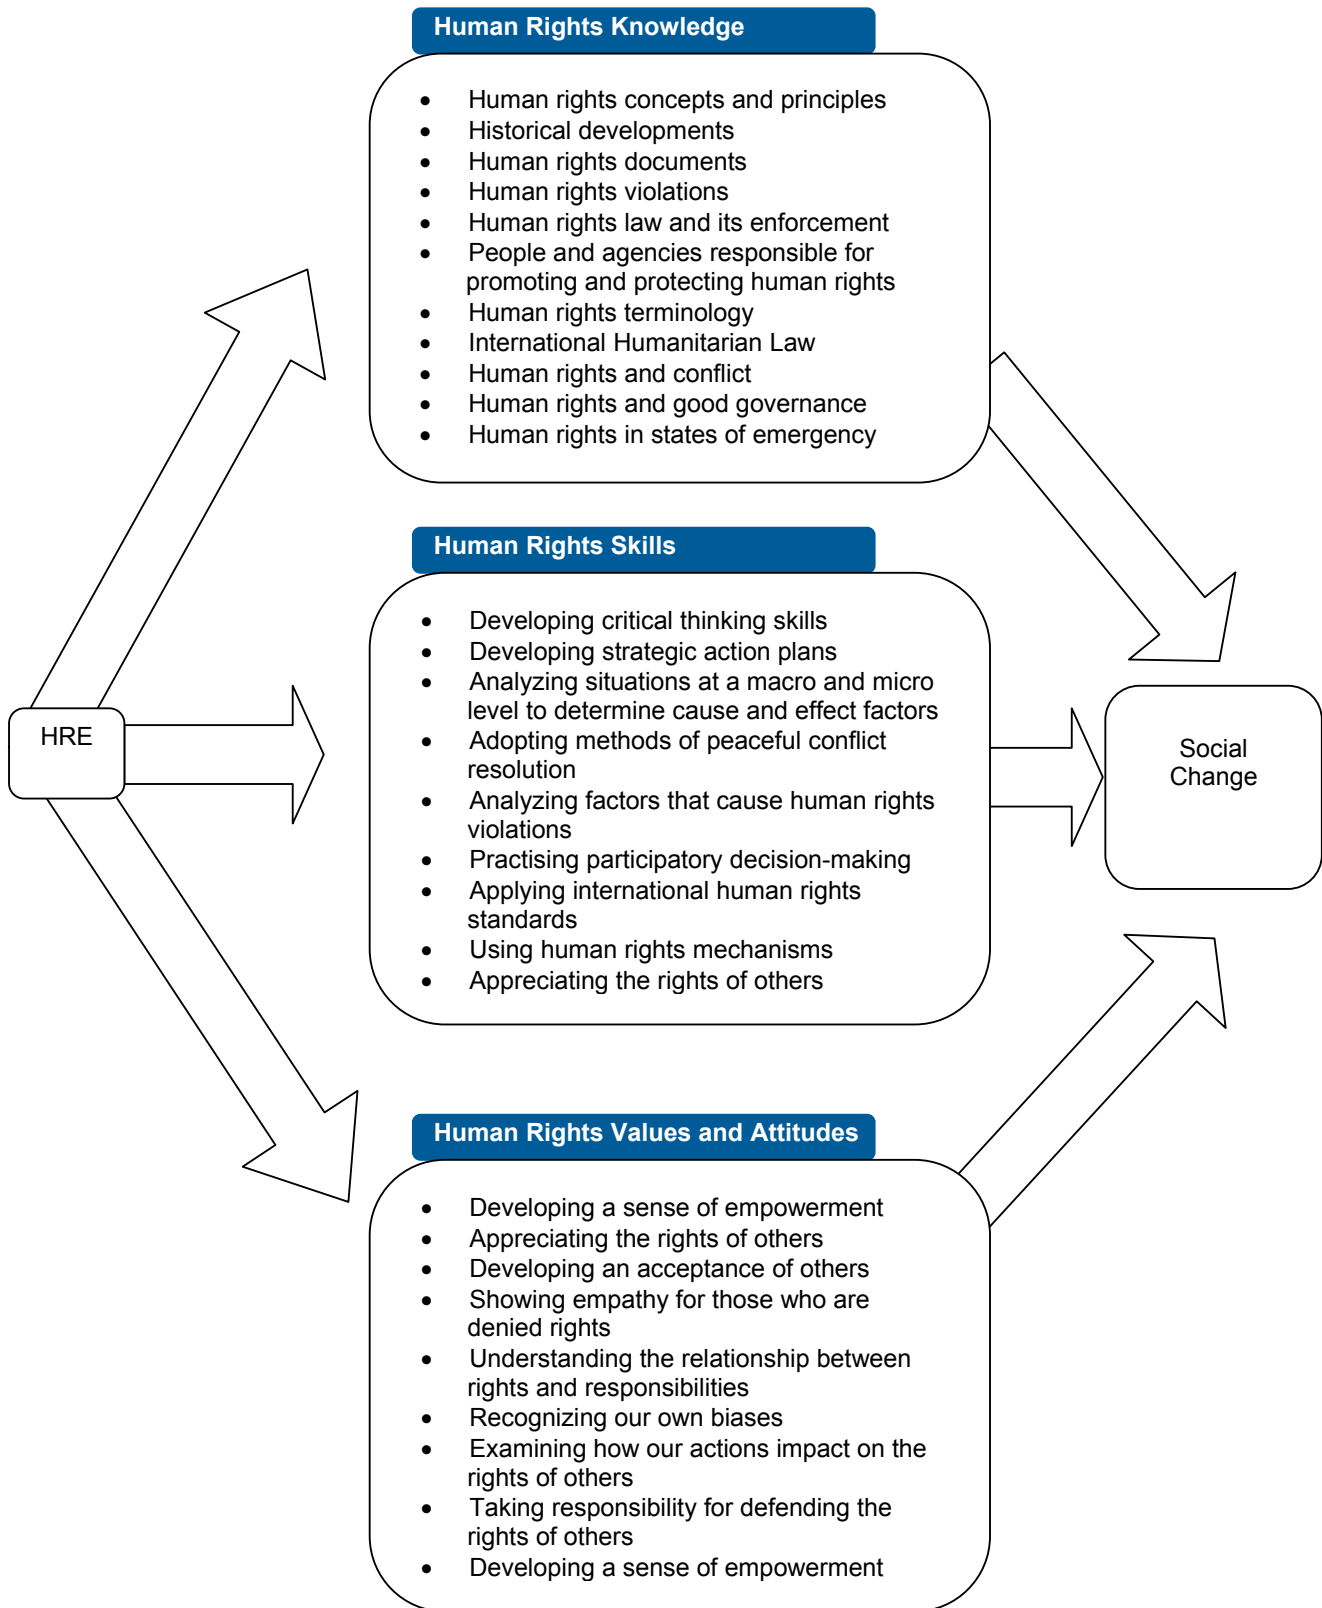 Human Rights Knowledge
• Human rights concepts and principles
• Historical developments
• Human rights documents
• Human rights violations
• Human rights law and its enforcement
• People and agencies responsible for
promoting and protecting human rights
• Human rights terminology
• International Humanitarian Law
• Human rights and conflict
• Human rights and good governance
• Human rights in states of emergency
Human Rights Skills
• Developing critical thinking skills
• Developing strategic action plans
• Analyzing situations at a macro and micro
level to determine cause and effect factors
• Adopting methods of peaceful conflict
resolution
• Analyzing factors that cause human rights
violations
• Practising participatory decision-making
• Applying international human rights
standards
• Using human rights mechanisms
• Appreciating the rights of others
HRE
Social
Change
Human Rights Values and Attitudes
• Developing a sense of empowerment
• Appreciating the rights of others
• Developing an acceptance of others
• Showing empathy for those who are
denied rights
• Understanding the relationship between
rights and responsibilities
• Recognizing our own biases
• Examining how our actions impact on the
rights of others
• Taking responsibility for defending the
rights of others
• Developing a sense of empowerment